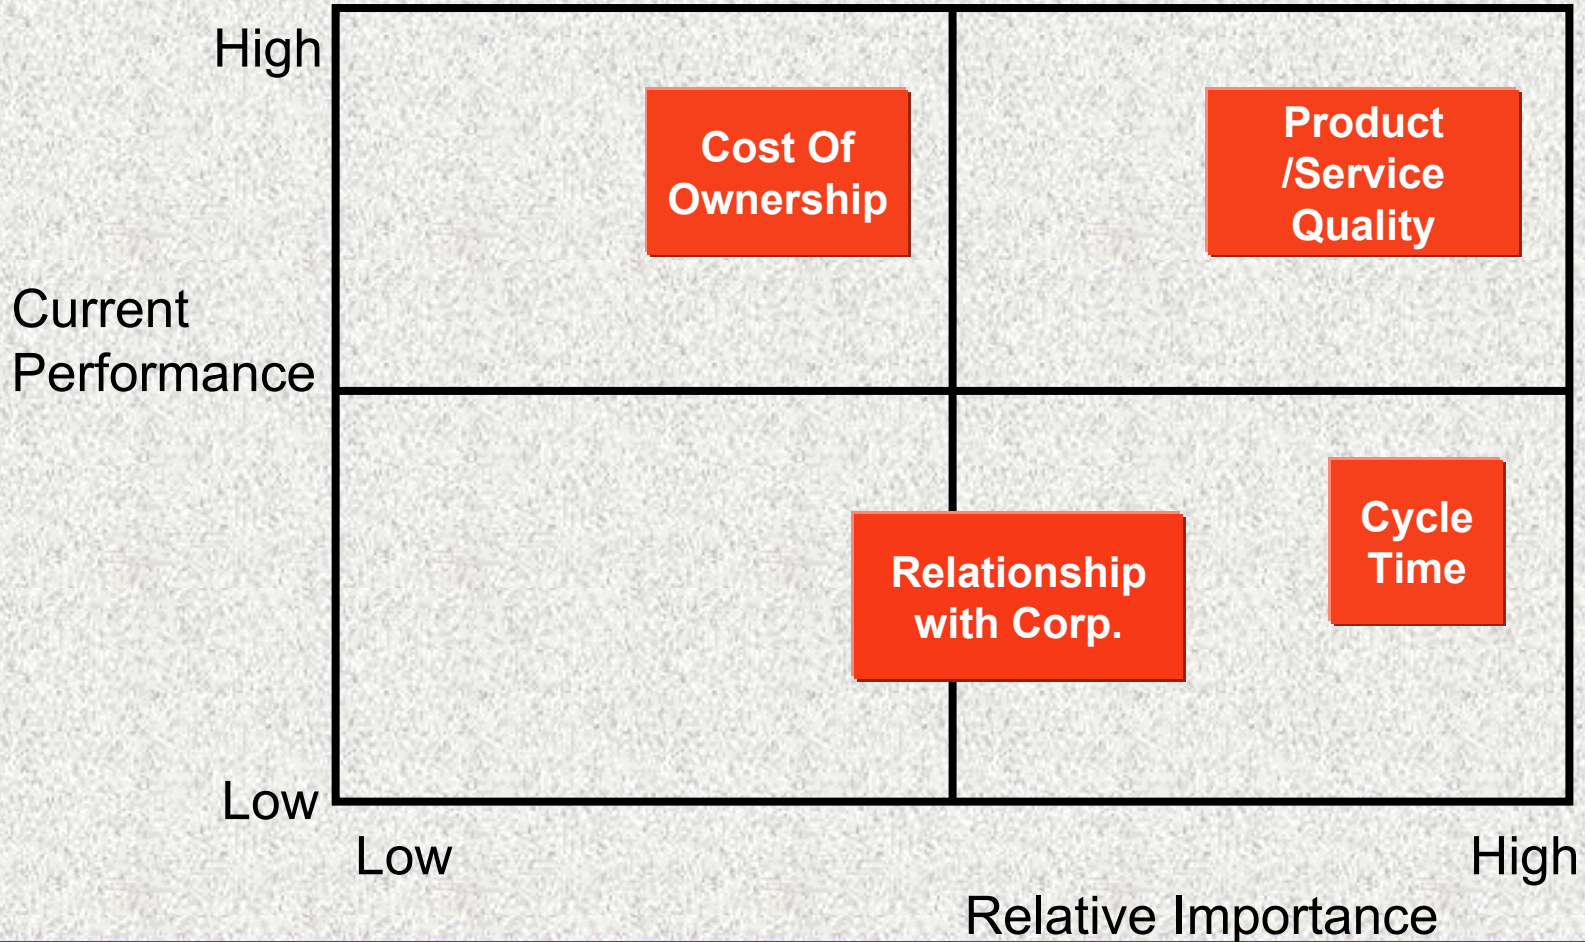 High
Cost Of
Ownership
Product
/Service
Quality
Current
Performance
Relationship
with Corp.
Cycle
Time
Low
Low
High
Relative Importance